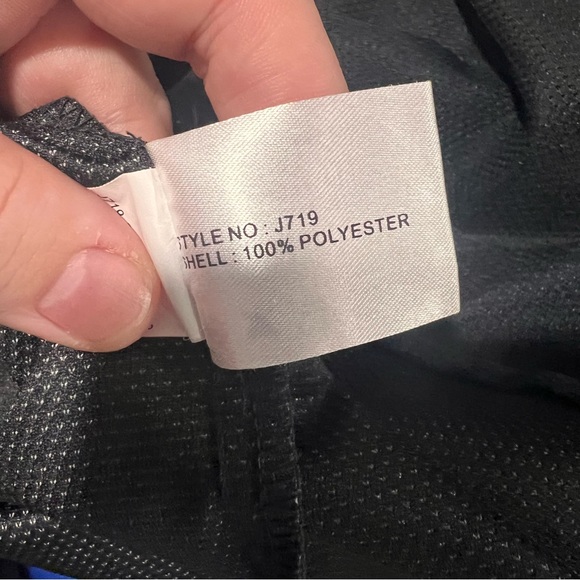 STYLE NO : J719
SHELL : 100% POLYESTER